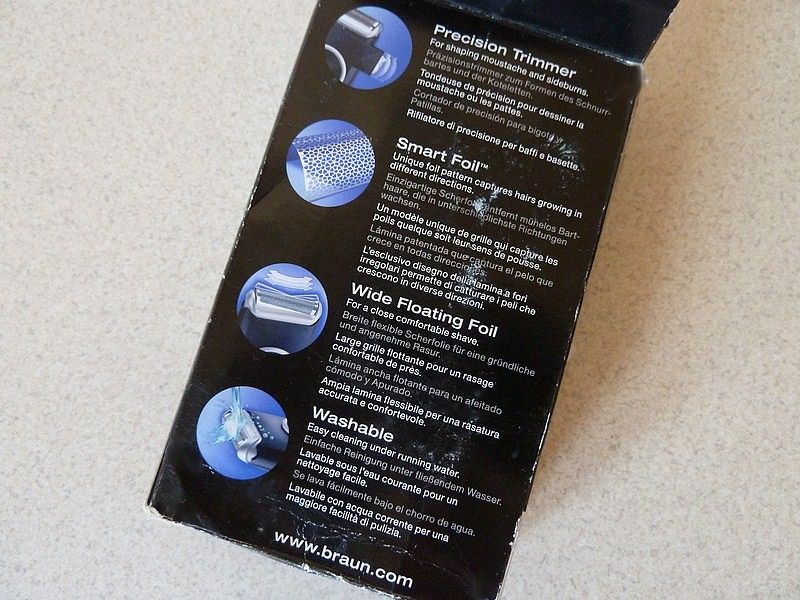 Precision Trimmer
For shaping moustache and sideburns.
Präzisionstrimmer zum Formen des Schnurr-
bartes und der Koteletten.
Tondeuse de précision pour dessiner la
moustache ou les pattes.
Cortador de precisión para bigote y
Patillas.
Rifilatore di precisione per baffi e basette.
Smart Foil™
Unique foil pattern captures hairs growing in
different directions.
Einzigartige Scherfolie entfernt mühelos Bart-
haare, die in unterschiedlichste Richtungen
wachsen.
Un modèle unique de grille qui capture les
poils quelque soit leur sens de pousse.
Lámina patentada que captura el pelo que
crece en todas direcciones.
L'esclusivo disegno della lamina a fori
irregolari permette di catturare i peli che
crescono in diverse direzioni.
Wide Floating Foil
For a close comfortable shave.
Breite flexible Scherfolie für eine gründliche
und angenehme Rasur.
Large grille flottante pour un rasage
confortable de près.
Lámina ancha flotante para un afeitado
cómodo y Apurado.
Ampia lamina flessibile per una rasatura
accurata e confortevole.
Washable
Easy cleaning under running water.
Einfache Reinigung unter fließendem Wasser.
Lavable sous l'eau courante pour un
nettoyage facile.
Se lava fácilmente bajo el chorro de agua.
Lavabile con acqua corrente per una
maggiore facilità di pulizia.
www.braun.com